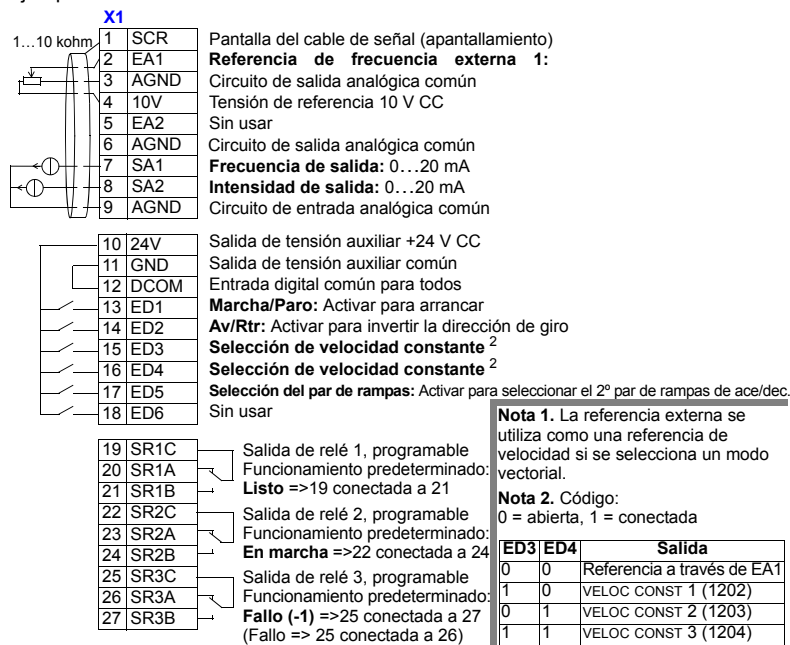 X1
1…10 kohm
1 SCR Pantalla del cable de señal (apantallamiento)
2 EA1 Referencia de frecuencia externa 1:
3 AGND Circuito de salida analógica común
4 10V Tensión de referencia 10 V CC
5 EA2 Sin usar
6 AGND Circuito de salida analógica común
7 SA1 Frecuencia de salida: 0…20 mA
8 SA2 Intensidad de salida: 0…20 mA
9 AGND Circuito de entrada analógica común
10 24V Salida de tensión auxiliar +24 V CC
11 GND Salida de tensión auxiliar común
12 DCOM Entrada digital común para todos
13 ED1 Marcha/Paro: Activar para arrancar
14 ED2 Av/Rtr: Activar para invertir la dirección de giro
15 ED3 Selección de velocidad constante 2
16 ED4 Selección de velocidad constante 2
17 ED5 Selección del par de rampas: Activar para seleccionar el 2º par de rampas de ace/dec.
18 ED6 Sin usar
19 SR1C Salida de relé 1, programable
20 SR1A Funcionamiento predeterminado:
21 SR1B Listo =>19 conectada a 21
22 SR2C Salida de relé 2, programable
23 SR2A Funcionamiento predeterminado:
24 SR2B En marcha =>22 conectada a 24
25 SR3C Salida de relé 3, programable
26 SR3A Funcionamiento predeterminado:
27 SR3B Fallo (-1) =>25 conectada a 27
(Fallo => 25 conectada a 26)
Nota 1. La referencia externa se
utiliza como una referencia de
velocidad si se selecciona un modo
vectorial.
Nota 2. Código:
0 = abierta, 1 = conectada
ED3 ED4 Salida
0 0 Referencia a través de EA1
1 0 VELOC CONST 1 (1202)
0 1 VELOC CONST 2 (1203)
1 1 VELOC CONST 3 (1204)